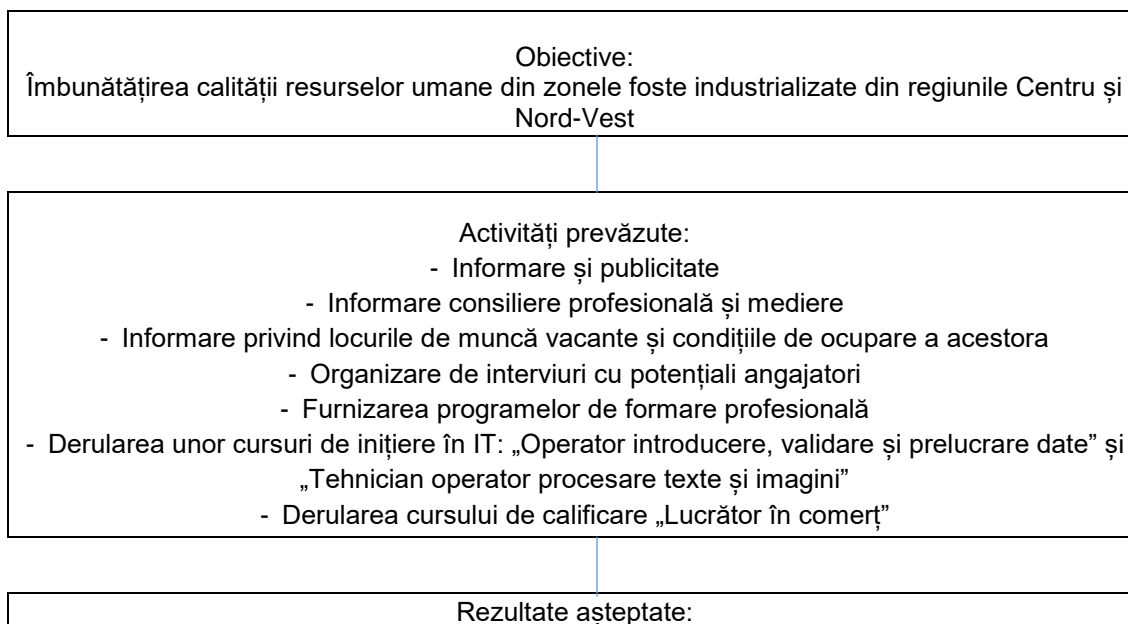 Obiective:
Îmbunătățirea calității resurselor umane din zonele foste industrializate din regiunile Centru și
Nord-Vest
Activități prevăzute:
- Informare și publicitate
- Informare consiliere profesională și mediere
- Informare privind locurile de muncă vacante și condițiile de ocupare a acestora
- Organizare de interviuri cu potențiali angajatori
- Furnizarea programelor de formare profesională
- Derularea unor cursuri de inițiere în IT: „Operator introducere, validare și prelucrare date” și
„Tehnician operator procesare texte și imagini”
- Derularea cursului de calificare „Lucrător în comerț”
Rezultate așteptate: